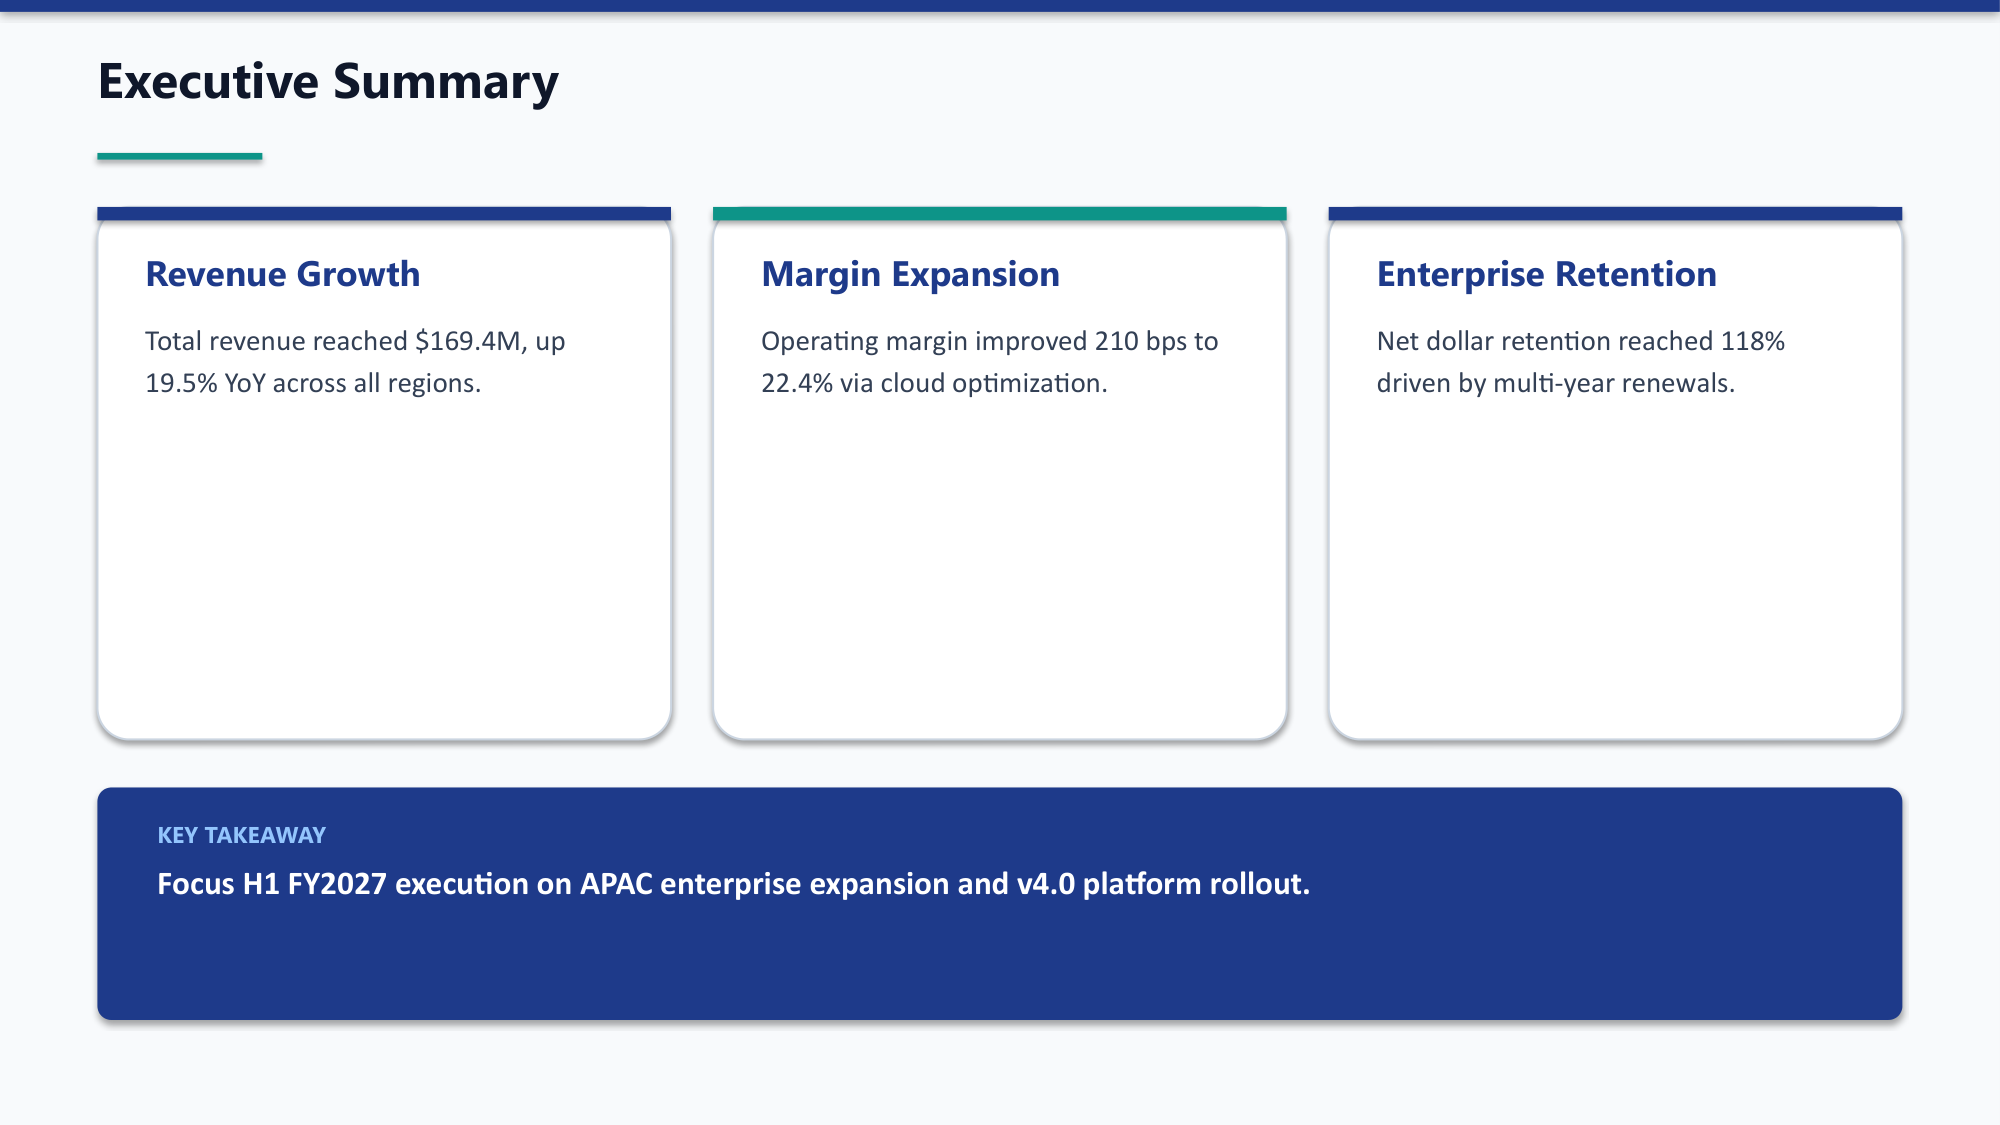 Executive Summary
Revenue Growth
Total revenue reached $169.4M, up
19.5% YoY across all regions.
Margin Expansion
Operating margin improved 210 bps to
22.4% via cloud optimization.
Enterprise Retention
Net dollar retention reached 118%
driven by multi-year renewals.
KEY TAKEAWAY
Focus H1 FY2027 execution on APAC enterprise expansion and v4.0 platform rollout.